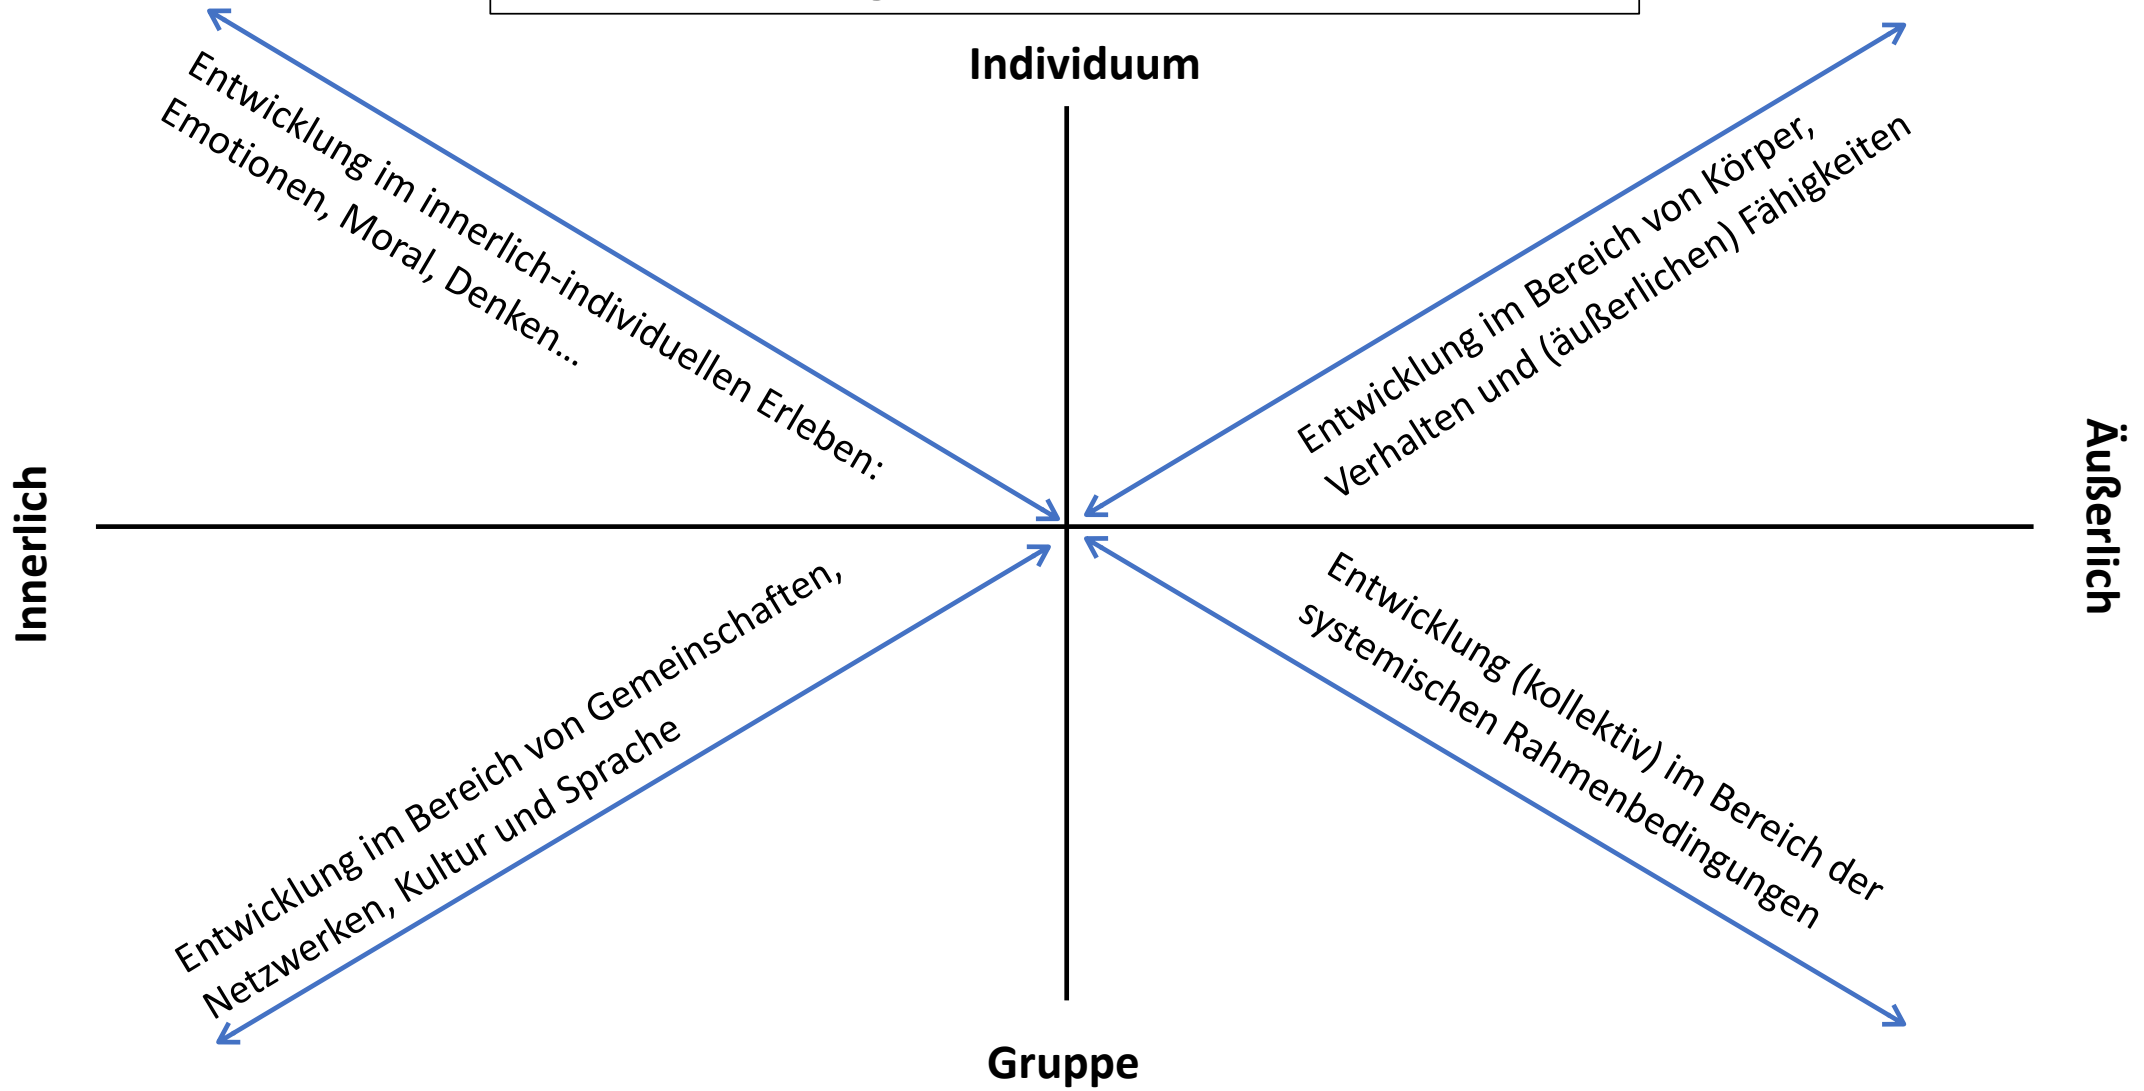 Individuum
Entwicklung im innerlich-individuellen Erleben:
Emotionen, Moral, Denken...
Entwicklung im Bereich von Körper,
Verhalten und (äußerlichen) Fähigkeiten
Innerlich
Äußerlich
Entwicklung im Bereich von Gemeinschaften,
Netzwerken, Kultur und Sprache
Entwicklung (kollektiv) im Bereich der
systemischen Rahmenbedingungen
Gruppe